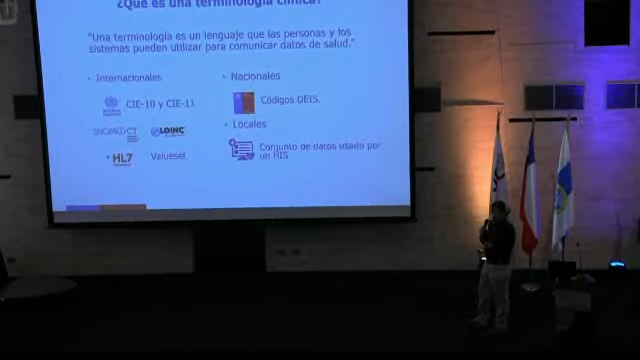 ¿Qué es una terminología clínica?
"Una terminología es un lenguaje que las personas y los
sistemas pueden utilizar para comunicar datos de salud."
• Internacionales
CIE-10 y CIE-11
SNOMED CT
LOINC
• HL7 Valueset
• Nacionales
Códigos DEIS.
• Locales
Conjunto de datos usado por
un HIS